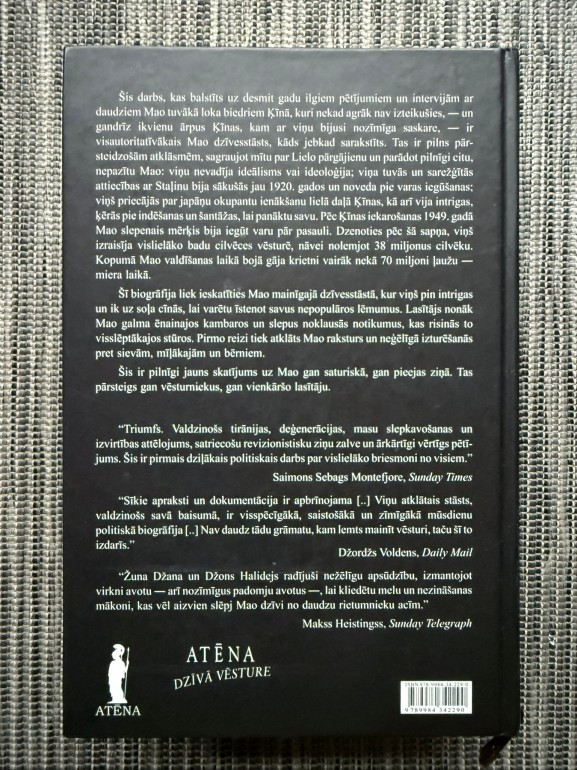 Šis darbs, kas balstīts uz desmit gadu ilgiem pētījumiem un intervijām ar
daudziem Mao tuvākā loka biedriem Ķīnā, kuri nekad agrāk nav izteikušies, — un
gandrīz ikvienu ārpus Ķīnas, kam ar viņu bijusi nozīmīga saskare, — ir
visautoritatīvākais Mao dzīvesstāsts, kāds jebkad sarakstīts. Tas ir pilns pār-
steidzošām atklāsmēm, sagraujot mītu par Lielo pārgājienu un parādot pilnīgi citu,
nepazītu Mao: viņu nevadīja ideālisms vai ideoloģija; viņa tuvās un sarežģītās
attiecības ar Staļinu bija sākušās jau 1920. gados un noveda pie varas iegūšanas;
viņš priecājās par japāņu okupantu ienākšanu lielā daļā Ķīnas, kā arī vija intrigas,
ķērās pie indēšanas un šantāžas, lai panāktu savu. Pēc Ķīnas iekarošanas 1949. gadā
Mao slepenais mērķis bija iegūt varu pār pasauli. Dzenoties pēc šā sapņa, viņš
izraisīja vislielāko badu cilvēces vēsturē, nāvei nolemjot 38 miljonus cilvēku.
Kopumā Mao valdīšanas laikā bojā gāja krietni vairāk nekā 70 miljoni ļaužu —
miera laikā.
Šī biogrāfija liek ieskatīties Mao mainīgajā dzīvesstāstā, kur viņš pin intrigas
un ik uz soļa cīnās, lai varētu īstenot savus nepopulāros lēmumus. Lasītājs nonāk
Mao galma ēnainajos kambaros un slepus noklausās notikumus, kas risinās to
visslēptākajos stūros. Pirmo reizi tiek atklāts Mao raksturs un neģēlīgā izturēšanās
pret sievām, mīļākajām un bērniem.
Šis ir pilnīgi jauns skatījums uz Mao gan saturiskā, gan pieejas ziņā. Tas
pārsteigs gan vēsturniekus, gan vienkāršo lasītāju.
“Triumfs. Valdzinošs tirānijas, deģenerācijas, masu slepkavošanas un
izvirtības attēlojums, satriecošu revizionistisku ziņu zalve un ārkārtīgi vērtīgs pētī-
jums. Šis ir pirmais dziļākais politiskais darbs par vislielāko briesmoni no visiem.”
Saimons Sebags Montefjore, Sunday Times
“Sīkie apraksti un dokumentācija ir apbrīnojama [..] Viņu atklātais stāsts,
valdzinošs savā baisumā, ir visspēcīgākā, saistošākā un zīmīgākā mūsdienu
politiskā biogrāfija [..] Nav daudz tādu grāmatu, kam lemts mainīt vēsturi, taču šī to
izdarīs.”
Džordžs Voldens, Daily Mail
“Žuna Džana un Džons Halidejs radījuši nežēlīgu apsūdzību, izmantojot
virkni avotu — arī nozīmīgus padomju avotus —, lai kliedētu melu un nezināšanas
mākoni, kas vēl aizvien slēpj Mao dzīvi no daudzu rietumnieku acīm.”
Makss Heistingss, Sunday Telegraph
ATĒNA
DZĪVĀ VĒSTURE
ATĒNA
ISBN 978-9984-34-229-0
9789984 342290